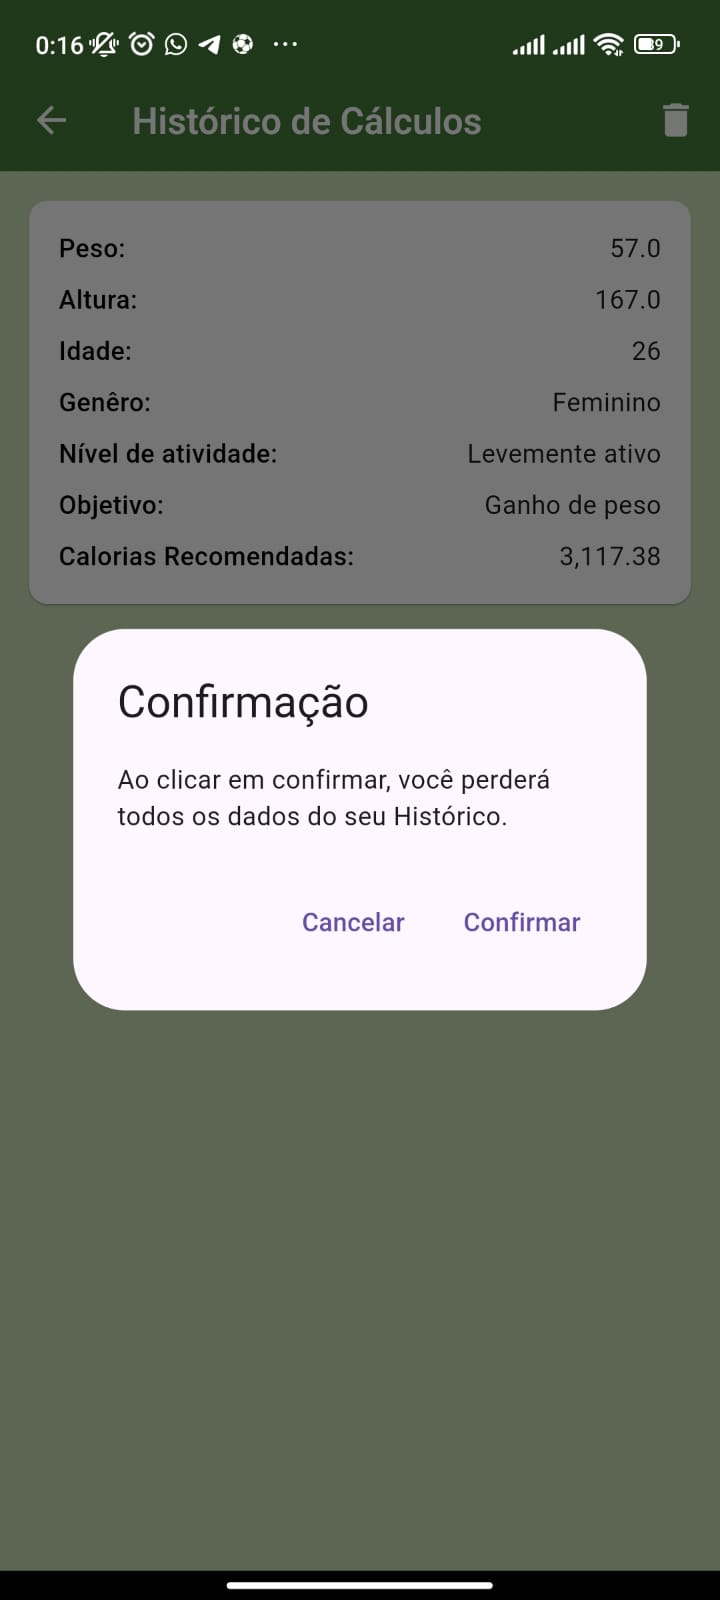 0:16
89
Histórico de Cálculos
Peso: 57.0
Altura: 167.0
Idade: 26
Genêro: Feminino
Nível de atividade: Levemente ativo
Objetivo: Ganho de peso
Calorias Recomendadas: 3,117.38
Confirmação
Ao clicar em confirmar, você perderá
todos os dados do seu Histórico.
Cancelar Confirmar